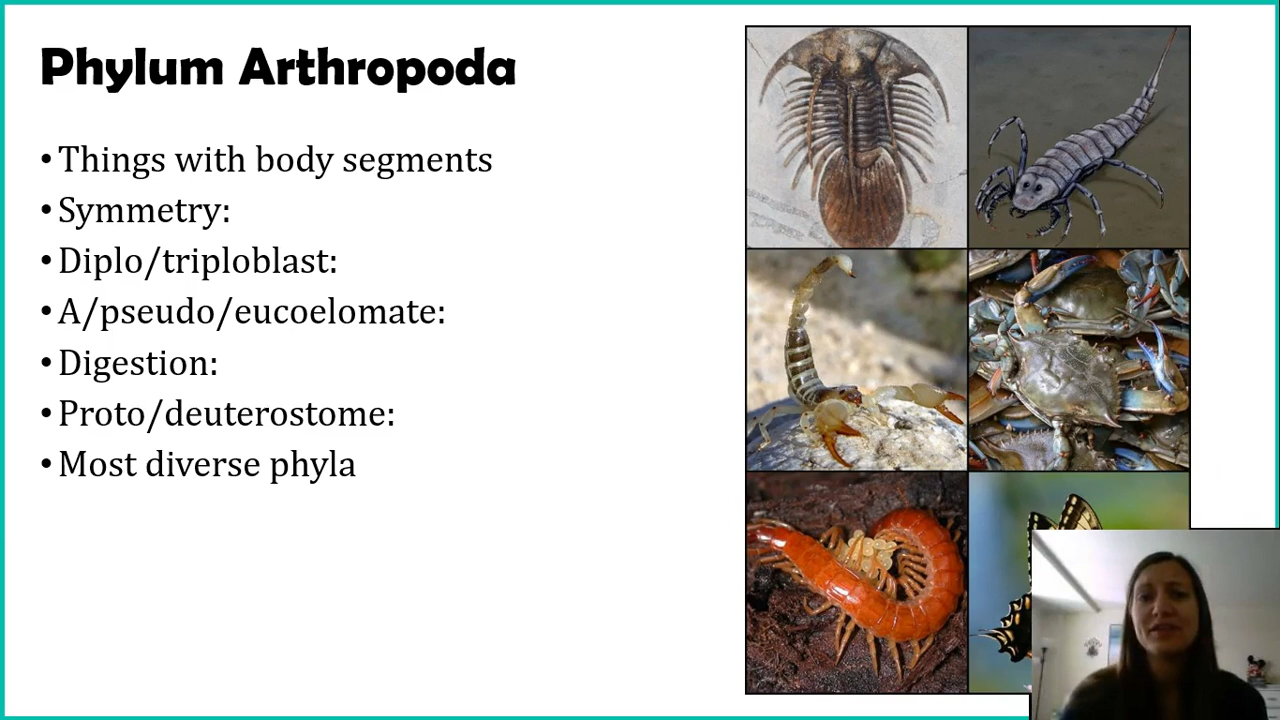 Phylum Arthropoda
• Things with body segments
• Symmetry:
• Diplo/triploblast:
• A/pseudo/eucoelomate:
• Digestion:
• Proto/deuterostome:
• Most diverse phyla